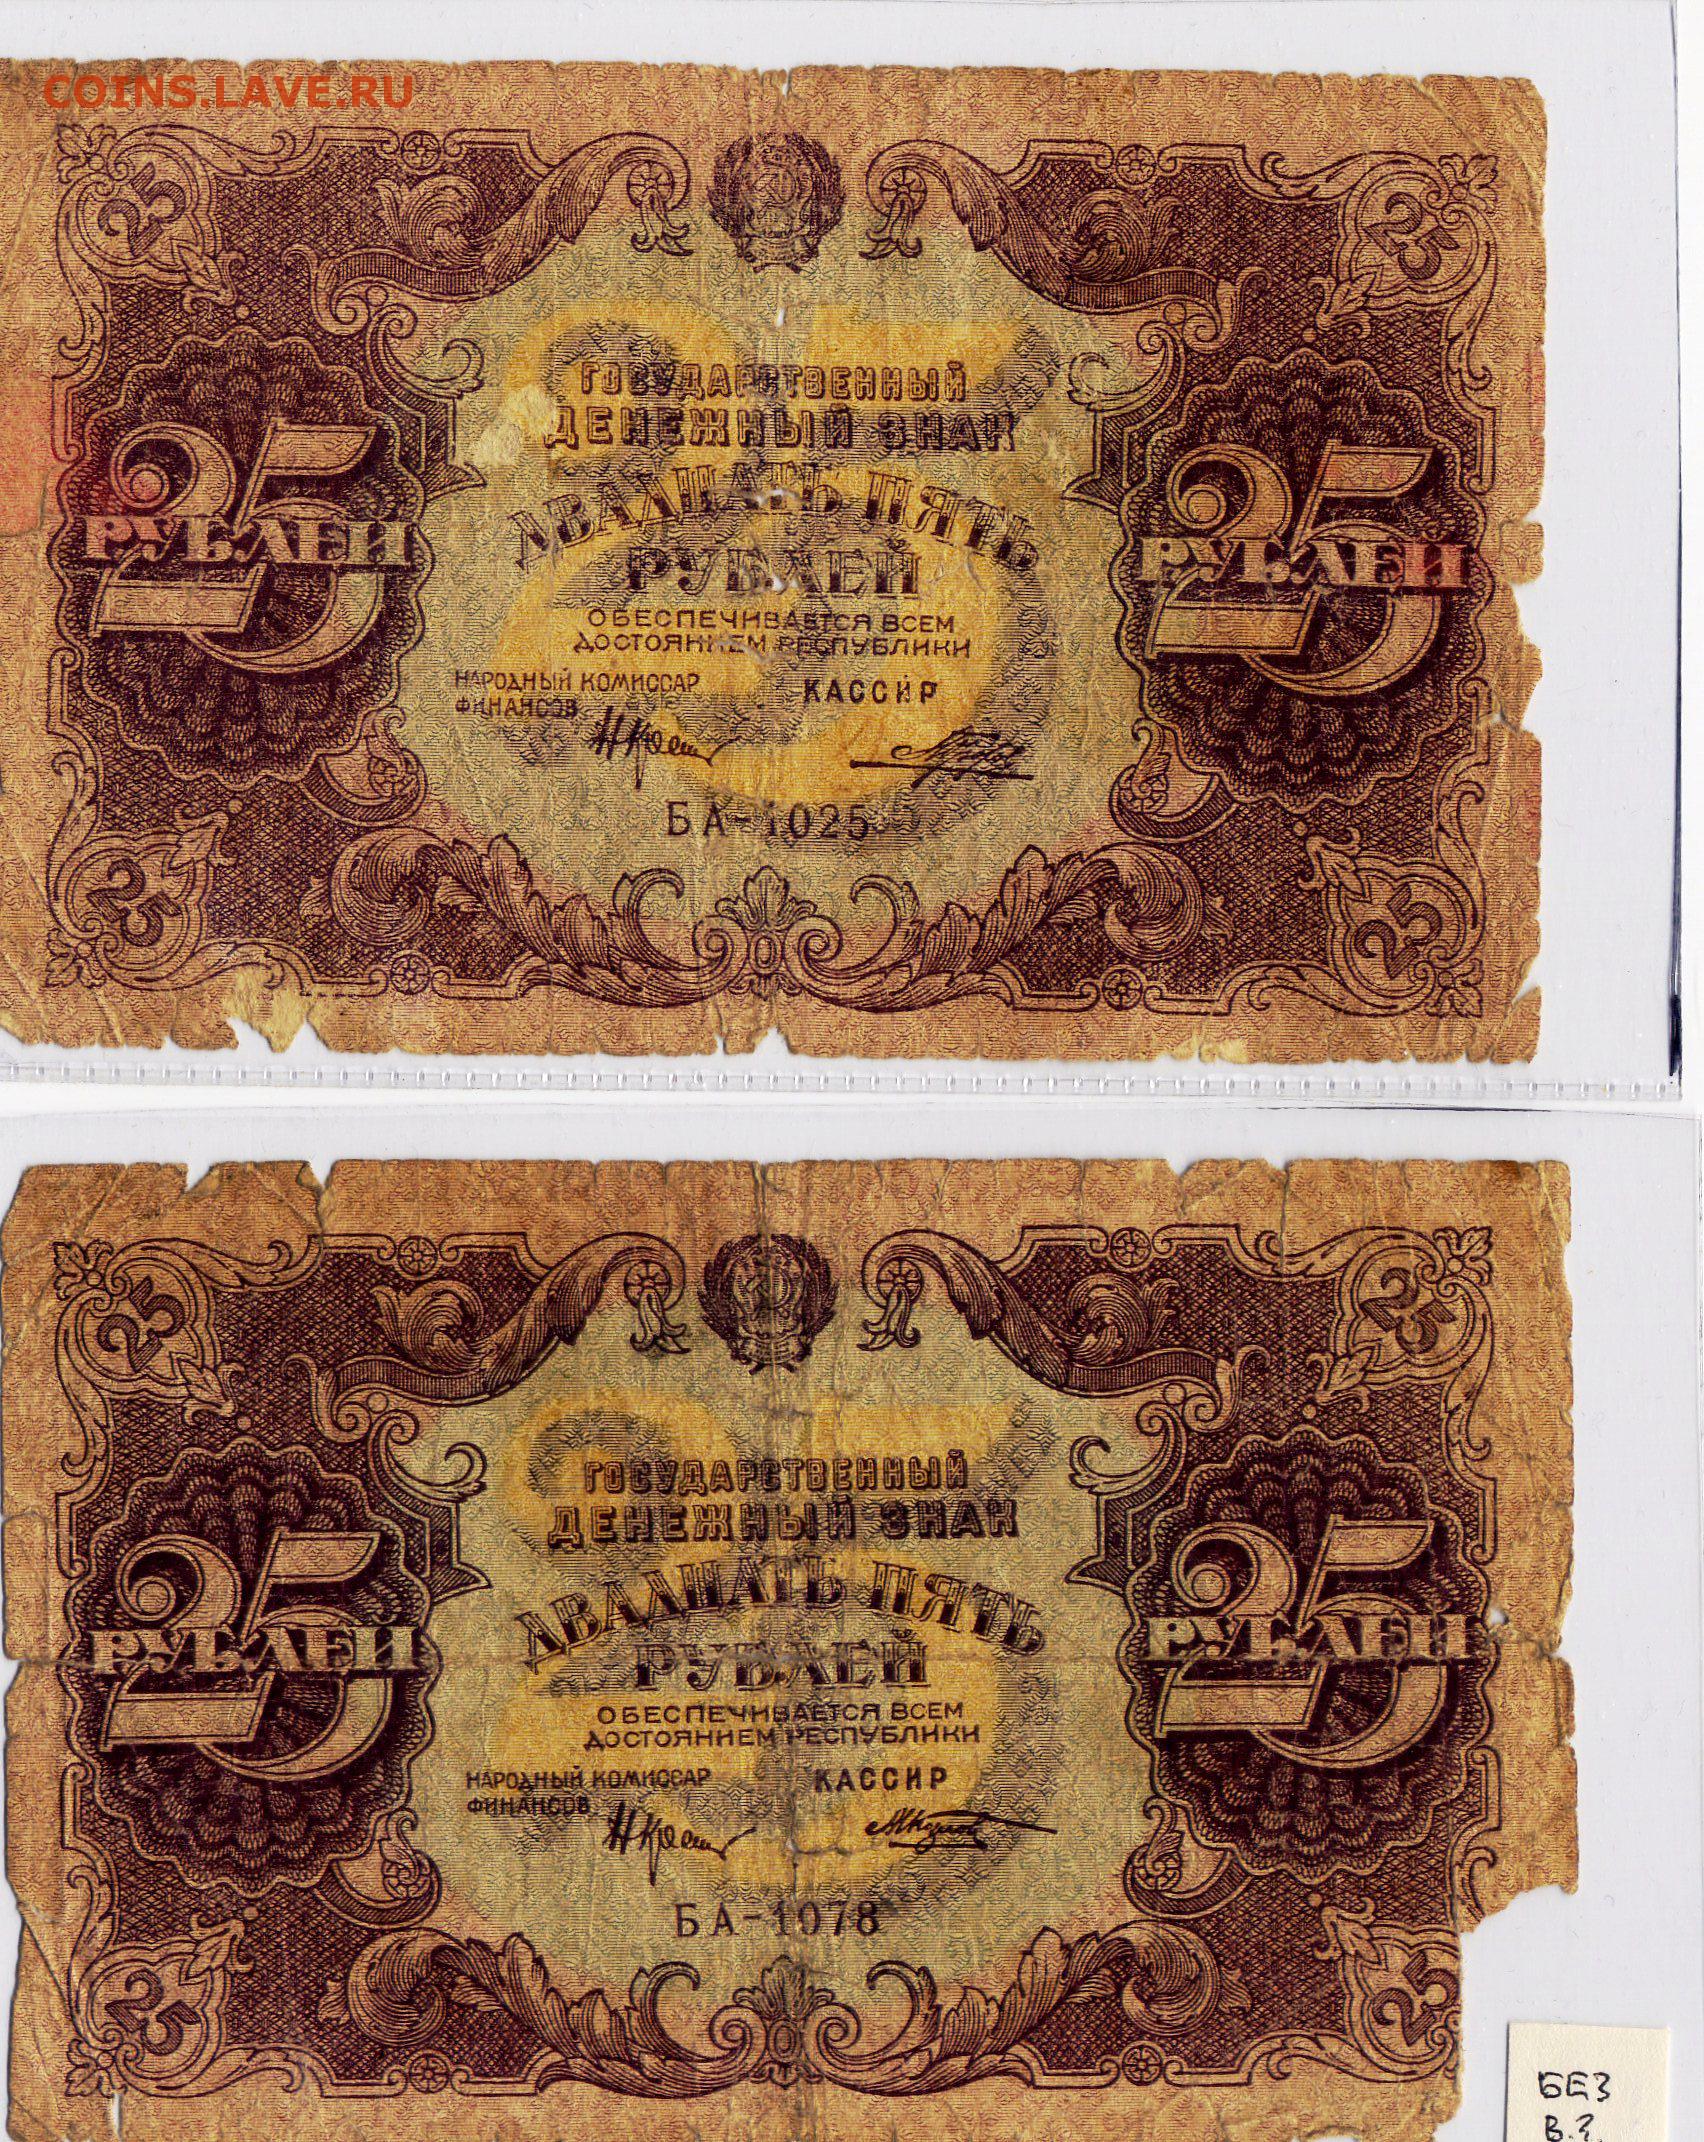 COINS.LAVE.RU
25 25
ГОСУДАРСТВЕННЫЙ
ДЕНЕЖНЫЙ ЗНАК
ДВАДЦАТЬ ПЯТЬ
РУБЛЕЙ
25 РУБЛЕЙ
25 РУБЛЕЙ
ОБЕСПЕЧИВАЕТСЯ ВСЕМ
ДОСТОЯНИЕМ РЕСПУБЛИКИ
НАРОДНЫЙ КОМИССАР
ФИНАНСОВ
КАССИР
БА-1025
25 25
25 25
ГОСУДАРСТВЕННЫЙ
ДЕНЕЖНЫЙ ЗНАК
ДВАДЦАТЬ ПЯТЬ
РУБЛЕЙ
25 РУБЛЕЙ
25 РУБЛЕЙ
ОБЕСПЕЧИВАЕТСЯ ВСЕМ
ДОСТОЯНИЕМ РЕСПУБЛИКИ
НАРОДНЫЙ КОМИССАР
ФИНАНСОВ
КАССИР
БА-1078
25 25
БЕЗ
В.З.